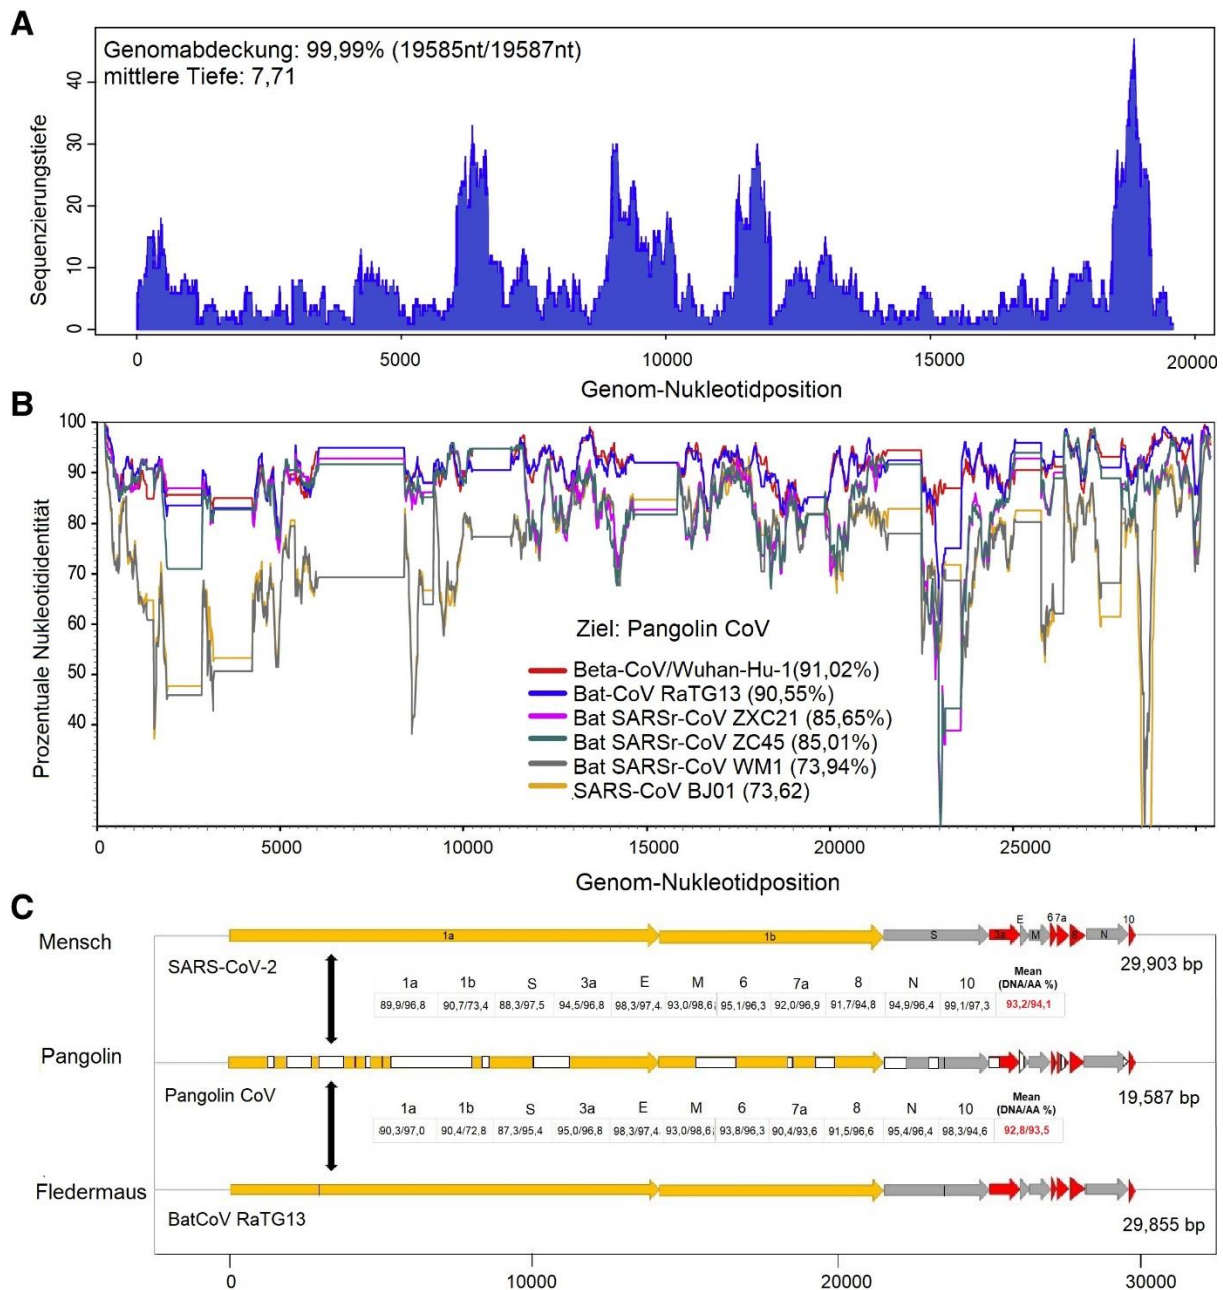 A
Genomabdeckung: 99,99% (19585nt/19587nt)
mittlere Tiefe: 7,71
Sequenzierungstiefe
40
30
20
10
0
0 5000 10000 15000 20000
Genom-Nukleotidposition
B
Prozentuale Nukleotididentität
100
90
80
70
60
50
40
Ziel: Pangolin CoV
Beta-CoV/Wuhan-Hu-1(91,02%)
Bat-CoV RaTG13 (90,55%)
Bat SARSr-CoV ZXC21 (85,65%)
Bat SARSr-CoV ZC45 (85,01%)
Bat SARSr-CoV WM1 (73,94%)
SARS-CoV BJ01 (73,62)
0 5000 10000 15000 20000 25000
Genom-Nukleotidposition
C
Mensch
1a 1b S 3a E M 6 7a 8 N 10
SARS-CoV-2
29,903 bp
1a 1b S 3a E M 6 7a 8 N 10 Mean (DNA/AA %)
89,9/96,8 90,7/73,4 88,3/97,5 94,5/96,8 98,3/97,4 93,0/98,6 95,1/96,3 92,0/96,9 91,7/94,8 94,9/96,4 99,1/97,3 93,2/94,1
Pangolin
Pangolin CoV
19,587 bp
1a 1b S 3a E M 6 7a 8 N 10 Mean (DNA/AA %)
90,3/97,0 90,4/72,8 87,3/95,4 95,0/96,8 98,3/97,4 93,0/98,6 93,8/96,3 90,4/93,6 91,5/96,6 95,4/96,4 98,3/94,6 92,8/93,5
Fledermaus
BatCoV RaTG13
29,855 bp
0 10000 20000 30000